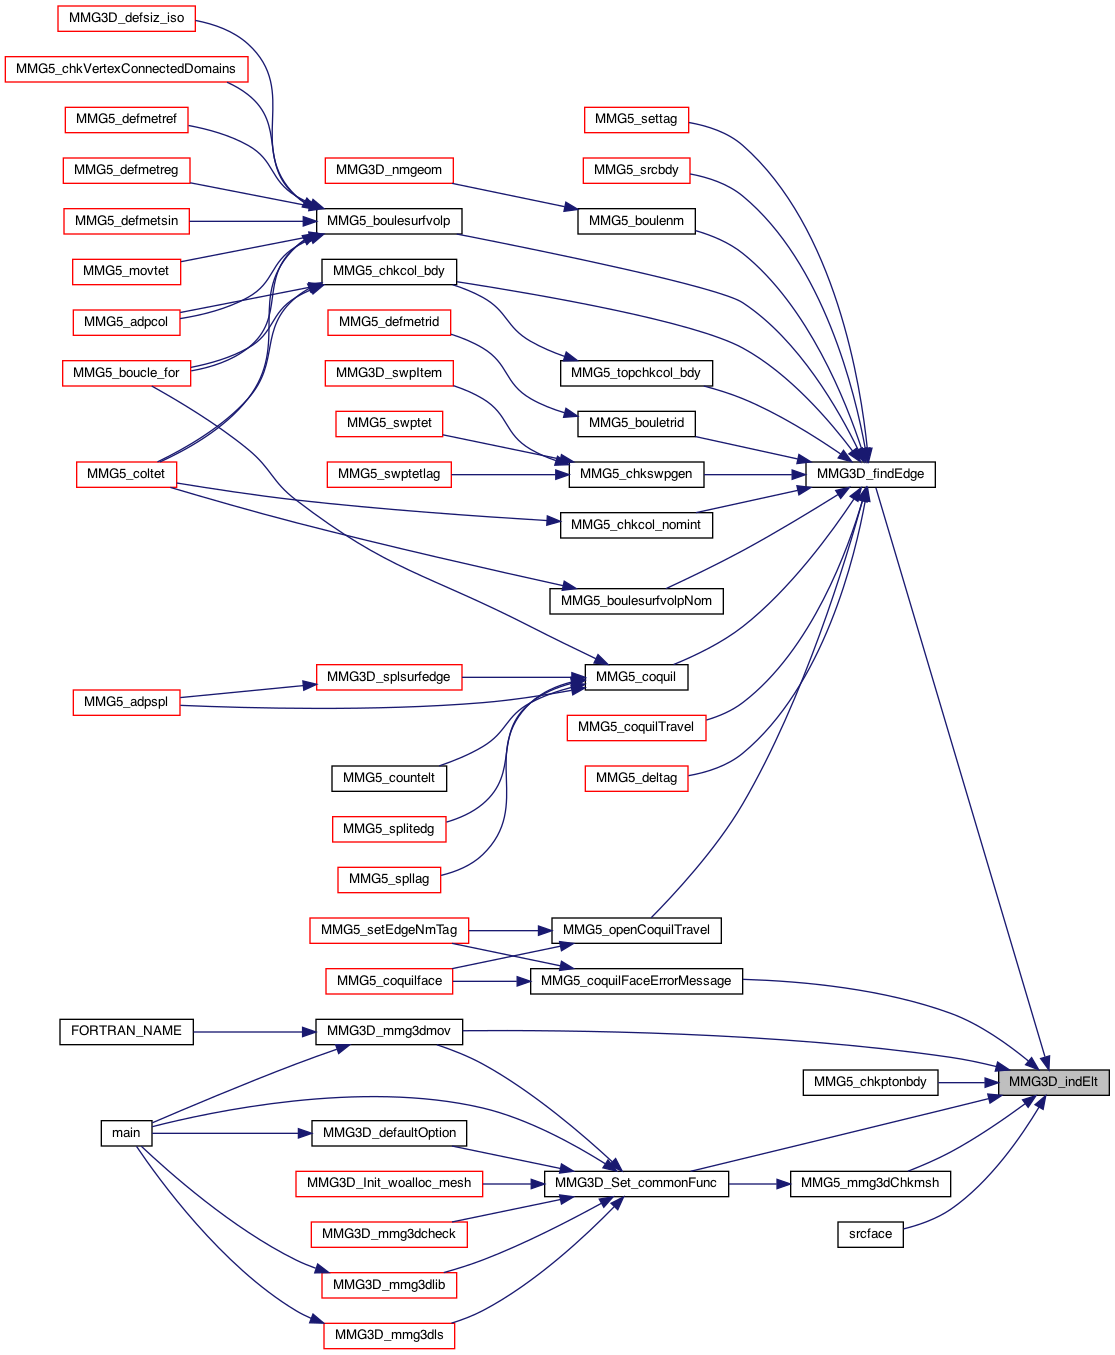 MMG3D_defsiz_iso
MMG5_chkVertexConnectedDomains
MMG5_defmetref
MMG5_settag
MMG5_defmetreg
MMG3D_nmgeom
MMG5_srcbdy
MMG5_defmetsin
MMG5_boulesurfvolp
MMG5_boulenm
MMG5_movtet
MMG5_chkcol_bdy
MMG5_adpcol
MMG5_defmetrid
MMG5_boucle_for
MMG3D_swpItem
MMG5_topchkcol_bdy
MMG5_swptet
MMG5_bouletrid
MMG5_coltet
MMG5_swptetlag
MMG5_chkswpgen
MMG3D_findEdge
MMG5_chkcol_nomint
MMG5_boulesurfvolpNom
MMG3D_splsurfedge
MMG5_coquil
MMG5_adpspl
MMG5_coquilTravel
MMG5_countelt
MMG5_deltag
MMG5_splitedg
MMG5_spllag
MMG5_setEdgeNmTag
MMG5_openCoquilTravel
MMG5_coquilface
MMG5_coquilFaceErrorMessage
FORTRAN_NAME
MMG3D_mmg3dmov
MMG5_chkptonbdy
MMG3D_indElt
main
MMG3D_defaultOption
MMG3D_Init_woalloc_mesh
MMG3D_Set_commonFunc
MMG5_mmg3dChkmsh
MMG3D_mmg3dcheck
srcface
MMG3D_mmg3dlib
MMG3D_mmg3dls